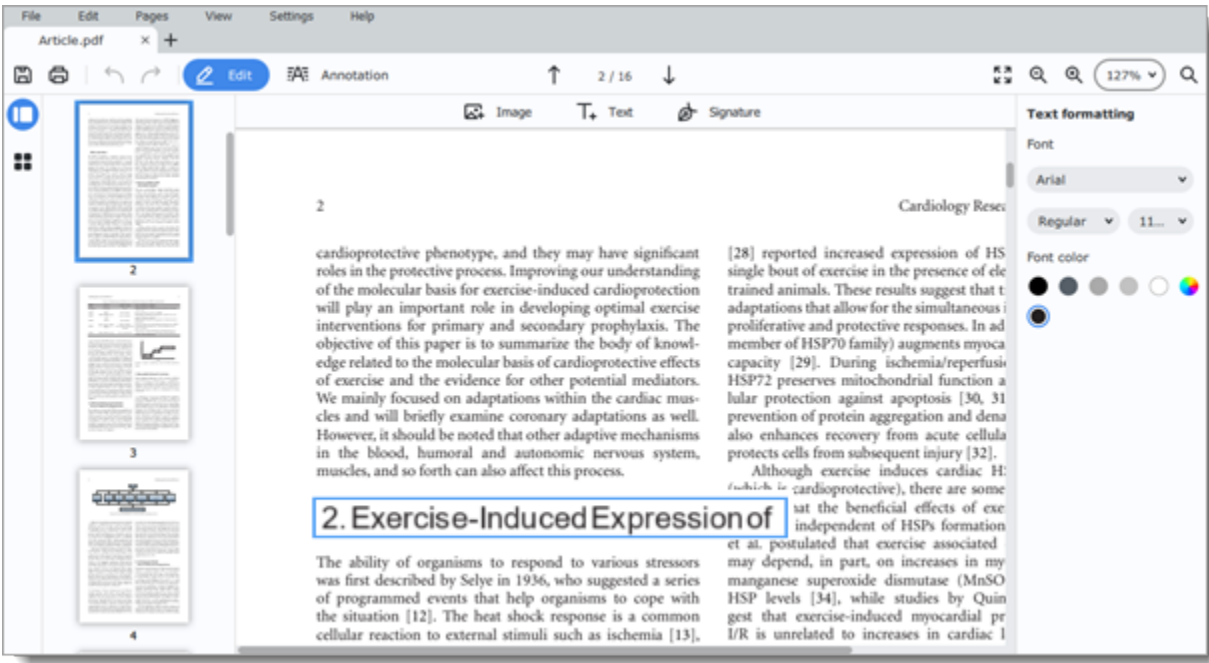 File Edit Pages View Settings Help
Article.pdf
Edit Annotation 2 / 16 127%
Image Text Signature
2
3
4
2 Cardiology
cardioprotective phenotype, and they may have significant
roles in the protective process. Improving our understanding
of the molecular basis for exercise-induced cardioprotection
will play an important role in developing optimal exercise
interventions for primary and secondary prophylaxis. The
objective of this paper is to summarize the body of knowl-
edge related to the molecular basis of cardioprotective effects
of exercise and the evidence for other potential mediators.
We mainly focused on adaptations within the cardiac mus-
cles and will briefly examine coronary adaptations as well.
However, it should be noted that other adaptive mechanisms
in the blood, humoral and autonomic nervous system,
muscles, and so forth can also affect this process.
2. Exercise-Induced Expression of
The ability of organisms to respond to various stressors
was first described by Selye in 1936, who suggested a series
of programmed events that help organisms to cope with
the situation [12]. The heat shock response is a common
cellular reaction to external stimuli such as ischemia [13],
[28] reported increased expression of HS
single bout of exercise in the presence of ele
trained animals. These results suggest that t
adaptations that allow for the simultaneous i
proliferative and protective responses. In ad
member of HSP70 family) augments myoca
capacity [29]. During ischemia/reperfusi
HSP72 preserves mitochondrial function a
lular protection against apoptosis [30, 31
prevention of protein aggregation and dena
also enhances recovery from acute cellula
protects cells from subsequent injury [32].
Although exercise induces cardiac H
cardioprotective), there are some
hat the beneficial effects of exe
independent of HSPs formation
et al. postulated that exercise associated
may depend, in part, on increases in my
manganese superoxide dismutase (MnSO
HSP levels [34], while studies by Quin
gest that exercise-induced myocardial pr
I/R is unrelated to increases in cardiac l
Text formatting
Font
Arial
Regular 11...
Font color